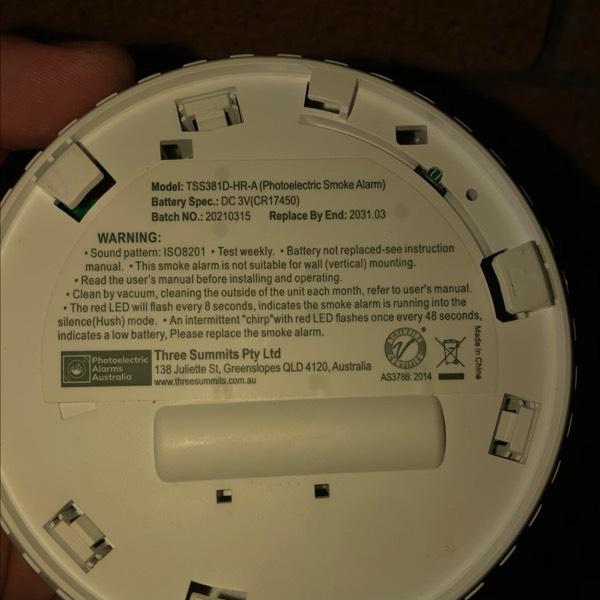 Model: TSS381D-HR-A (Photoelectric Smoke Alarm)
Battery Spec.: DC 3V(CR17450)
Batch NO.: 20210315 Replace By End: 2031.03
WARNING:
• Sound pattern: ISO8201 • Test weekly. • Battery not replaced-see instruction
manual. • This smoke alarm is not suitable for wall (vertical) mounting.
• Read the user's manual before installing and operating.
• Clean by vacuum, cleaning the outside of the unit each month, refer to user's manual.
• The red LED will flash every 8 seconds, indicates the smoke alarm is running into the
silence(Hush) mode. • An intermittent "chirp"with red LED flashes once every 48 seconds,
indicates a low battery, Please replace the smoke alarm.
Photoelectric
Alarms
Australia
Three Summits Pty Ltd
138 Juliette St, Greenslopes QLD 4120, Australia
www.threesummits.com.au
AS3786: 2014
Made In China